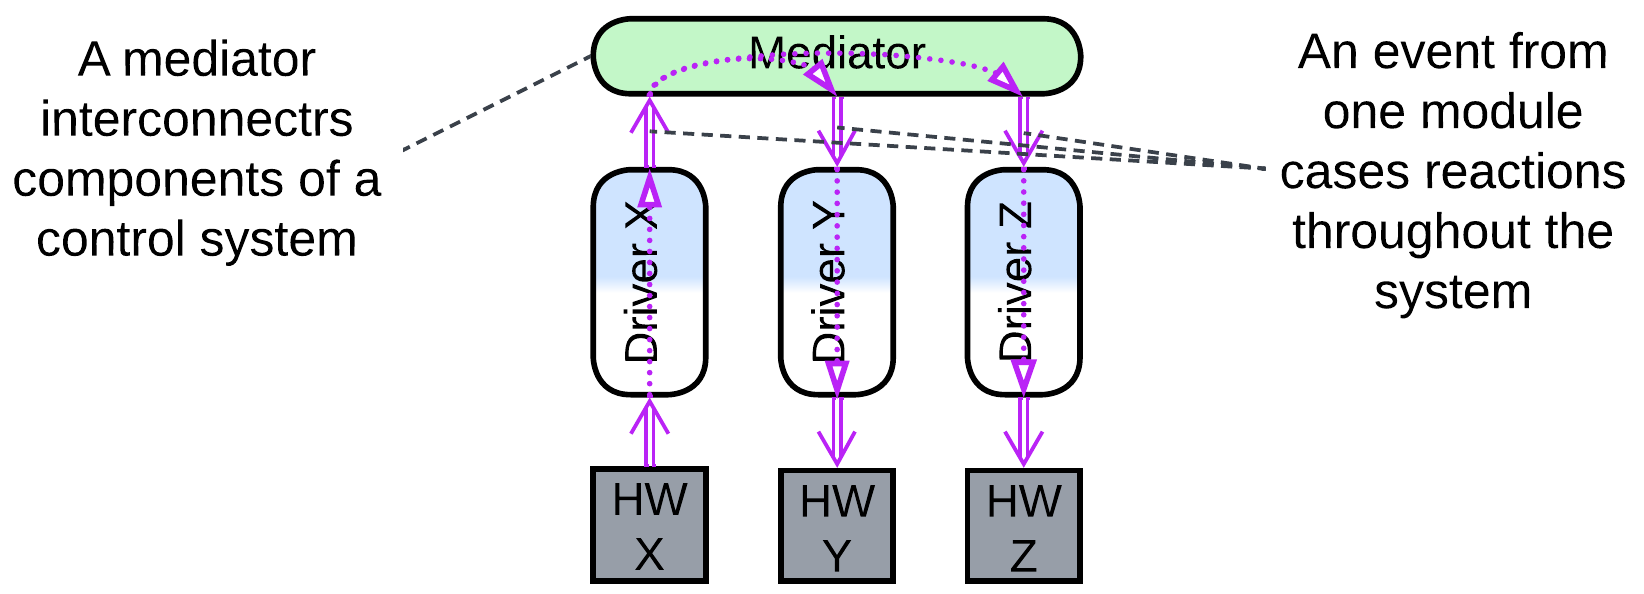 A mediator
interconnectrs
components of a
control system
Mediator
An event from
one module
cases reactions
throughout the
system
Driver X
Driver Y
Driver Z
HW
X
HW
Y
HW
Z